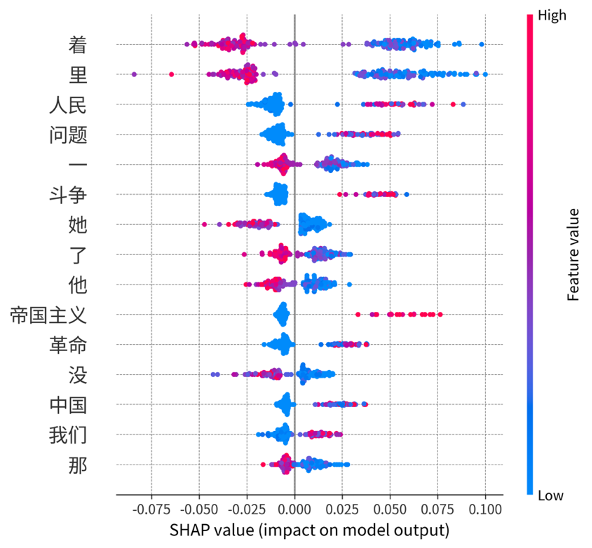 High
着
里
人民
问题
一
斗争
她
了
他
帝国主义
革命
没
中国
我们
那
Feature value
Low
-0.075 -0.050 -0.025 0.000 0.025 0.050 0.075 0.100
SHAP value (impact on model output)